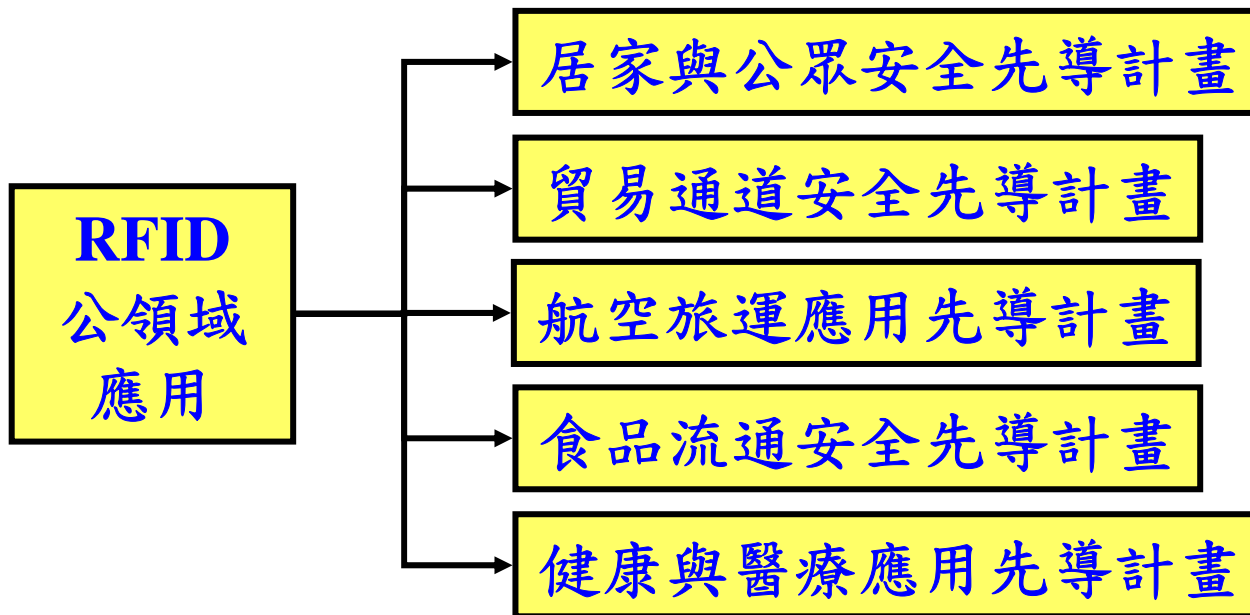 RFID
公領域
應用
居家與公眾安全先導計畫
貿易通道安全先導計畫
航空旅運應用先導計畫
食品流通安全先導計畫
健康與醫療應用先導計畫